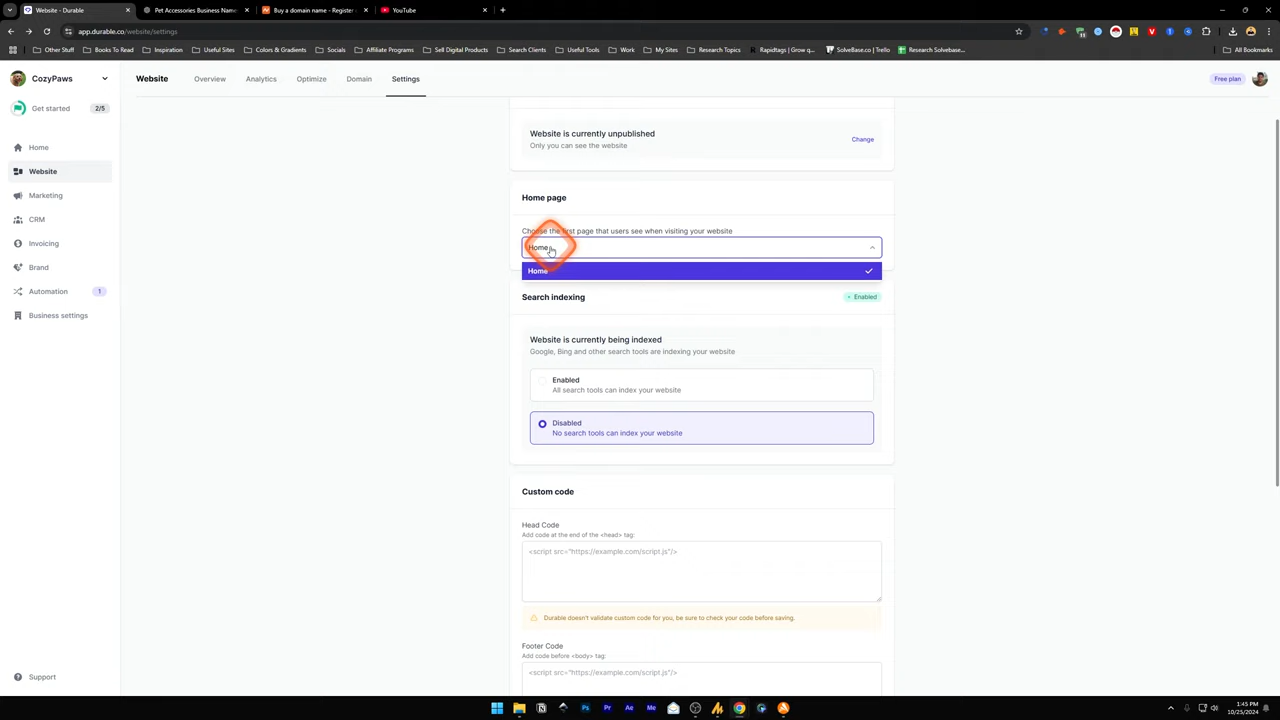 Website - Durable
Pet Accessories Business Name
Buy a domain name - Register
YouTube
app.durable.co/website/settings
Other Stuff
Books To Read
Inspiration
Useful Sites
Colors & Gradients
Socials
Affiliate Programs
Sell Digital Products
Search Clients
Useful Tools
Work
My Sites
Research Topics
Rapidtags | Grow q...
SolveBase.co | Trello
Research Solvebase...
All Bookmarks
CozyPaws
Website
Overview
Analytics
Optimize
Domain
Settings
Free plan
Get started
2/5
Home
Website
Marketing
CRM
Invoicing
Brand
Automation
1
Business settings
Support
Website is currently unpublished
Only you can see the website
Change
Home page
Choose the first page that users see when visiting your website
Home
Home
Search indexing
Enabled
Website is currently being indexed
Google, Bing and other search tools are indexing your website
Enabled
All search tools can index your website
Disabled
No search tools can index your website
Custom code
Head Code
Add code at the end of the <head> tag:
<script src="https://example.com/script.js"/>
Durable doesn't validate custom code for you, be sure to check your code before saving.
Footer Code
Add code before <body> tag:
<script src="https://example.com/script.js"/>
1:45 PM
10/25/2024